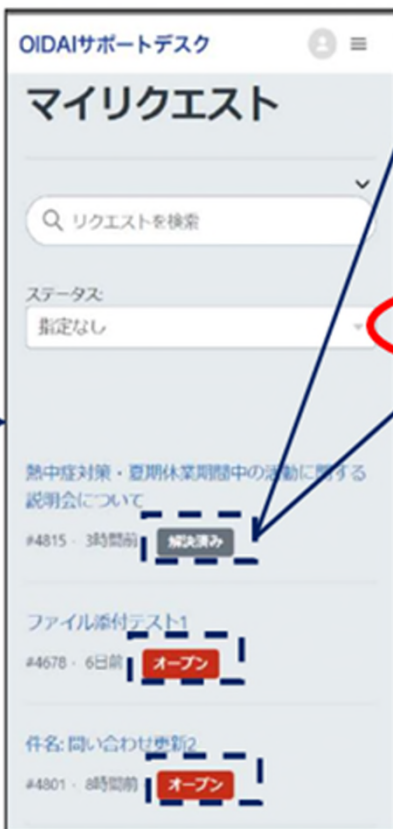 OIDAIサポートデスク
マイリクエスト
リクエストを検索
ステータス:
指定なし
熱中症対策・夏期休業期間中の活動に関する
説明会について
#4815・3時間前 解決済み
ファイル添付テスト1
#4678・6日前 オープン
件名: 問い合わせ更新2
#4801・8時間前 オープン